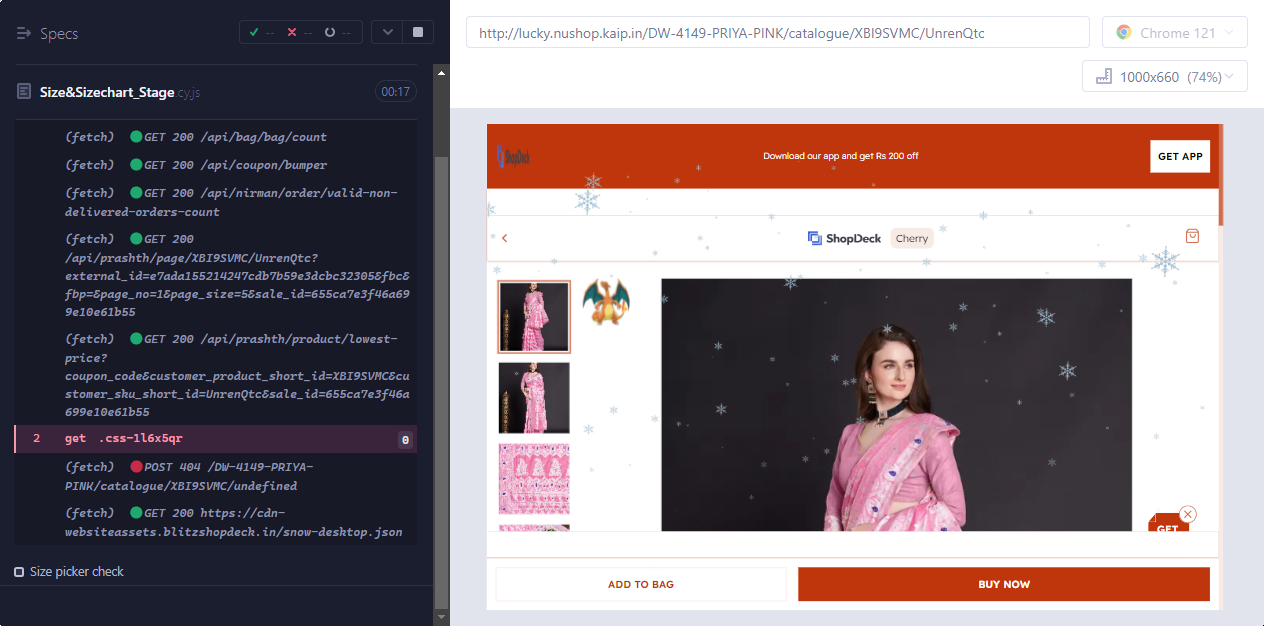 Specs
-- -- --
Size&Sizechart_Stage.cy.js
00:17
(fetch) GET 200 /api/bag/bag/count
(fetch) GET 200 /api/coupon/bumper
(fetch) GET 200 /api/nirman/order/valid-non-
delivered-orders-count
(fetch) GET 200
/api/prashth/page/XBI9SVMC/UnrenQtc?
external_id=e7ada155214247cdb7b59e3dcbc32305&fbc=&
fbp=&page_no=1&page_size=5&sale_id=655ca7e3f46a69
9e10e61b55
(fetch) GET 200 /api/prashth/product/lowest-
price?
coupon_code&customer_product_short_id=XBI9SVMC&cu
stomer_sku_short_id=UnrenQtc&sale_id=655ca7e3f46a
699e10e61b55
2 get .css-1l6x5qr 0
(fetch) POST 404 /DW-4149-PRIYA-
PINK/catalogue/XBI9SVMC/undefined
(fetch) GET 200 https://cdn-
websiteassets.blitzshopdeck.in/snow-desktop.json
Size picker check
http://lucky.nushop.kaip.in/DW-4149-PRIYA-PINK/catalogue/XBI9SVMC/UnrenQtc
Chrome 121
1000x660 (74%)
ShopDeck
Download our app and get Rs 200 off
GET APP
ShopDeck Cherry
GET
ADD TO BAG
BUY NOW